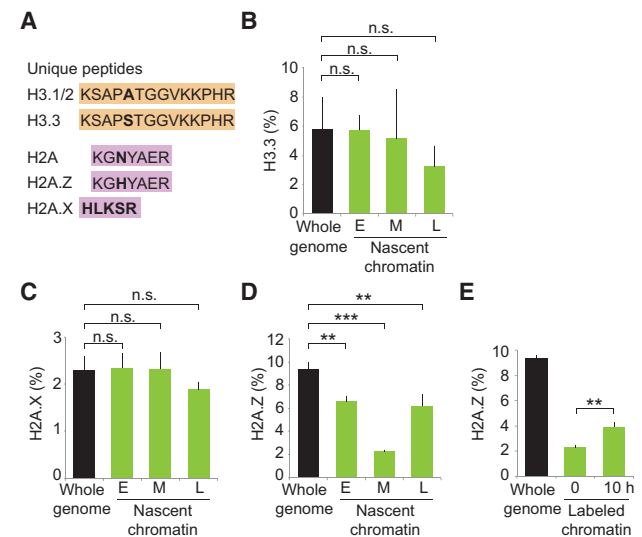 A
Unique peptides
H3.1/2 KSAPATGGVKKPHR
H3.3 KSAPSTGGVKKPHR
H2A KGNYAER
H2A.Z KGHYAER
H2A.X HLKSR
B
n.s.
n.s.
n.s.
10
8
6
4
2
0
H3.3 (%)
Whole genome
E M L
Nascent chromatin
C
n.s.
n.s.
n.s.
3
2
1
0
H2A.X (%)
Whole genome
E M L
Nascent chromatin
D
**
***
**
12
10
8
6
4
2
0
H2A.Z (%)
Whole genome
E M L
Nascent chromatin
E
**
10
8
6
4
2
0
H2A.Z (%)
Whole genome
0 10 h
Labeled chromatin